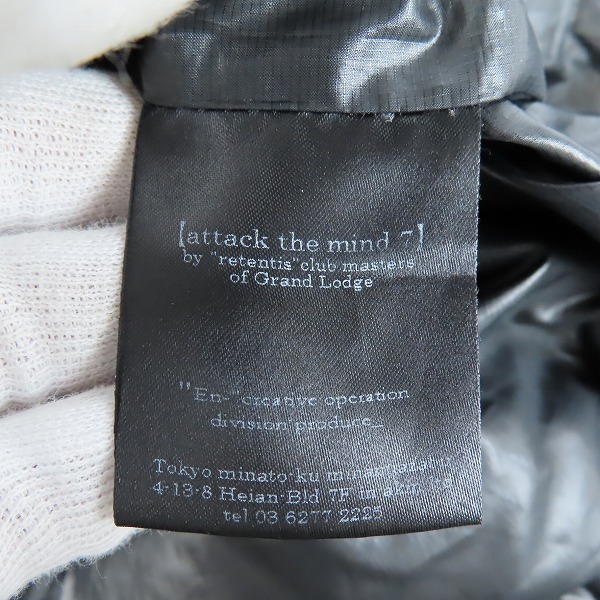 【attack the mind 7】
by "retentis" club masters
of Grand Lodge
"En-"creative operation
division produce_
Tokyo minato-ku
4-13-8 Heian-Bld 7F in
tel 03 6277 2225